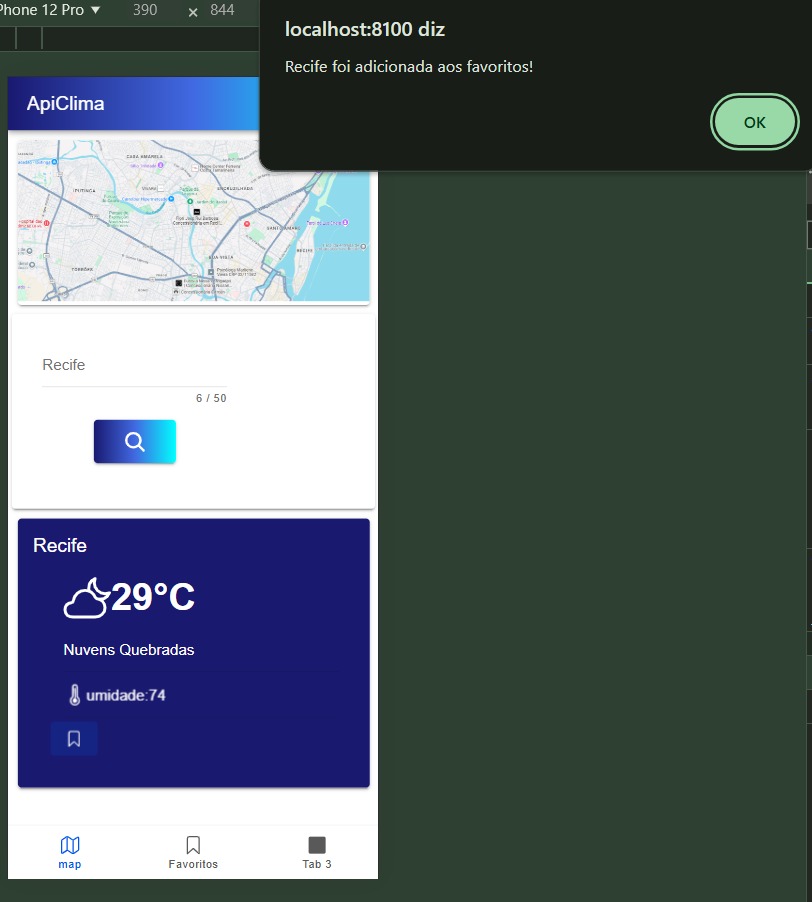 Phone 12 Pro ▼ 390 × 844
localhost:8100 diz
Recife foi adicionada aos favoritos!
OK
ApiClima
CASA AMARELA
IPUTINGA
ENCRUZILHADA
SANTO AMARO
BOA VISTA
RECIFE
TORRÕES
Recife
6 / 50
Recife
29°C
Nuvens Quebradas
umidade:74
map
Favoritos
Tab 3